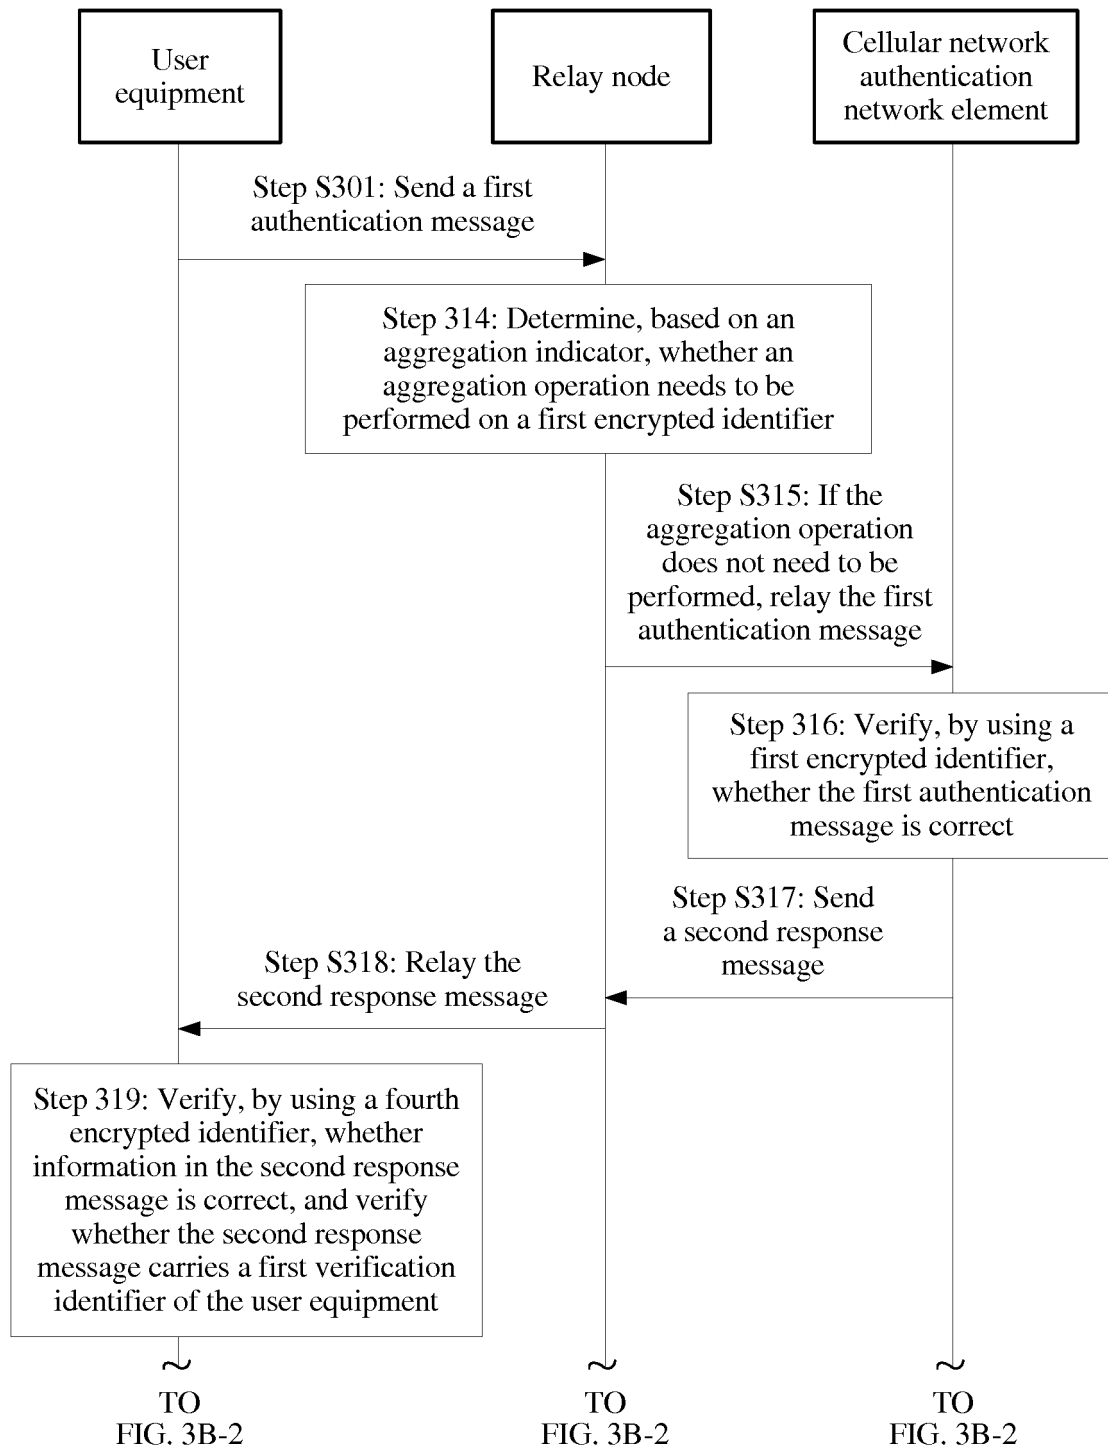 User
equipment
Relay node
Cellular network
authentication
network element
Step S301: Send a first
authentication message
Step 314: Determine, based on an
aggregation indicator, whether an
aggregation operation needs to be
performed on a first encrypted identifier
Step S315: If the
aggregation operation
does not need to be
performed, relay the first
authentication message
Step 316: Verify, by using a
first encrypted identifier,
whether the first authentication
message is correct
Step S317: Send
a second response
message
Step S318: Relay the
second response message
Step 319: Verify, by using a fourth
encrypted identifier, whether
information in the second response
message is correct, and verify
whether the second response
message carries a first verification
identifier of the user equipment
TO
FIG. 3B-2
TO
FIG. 3B-2
TO
FIG. 3B-2